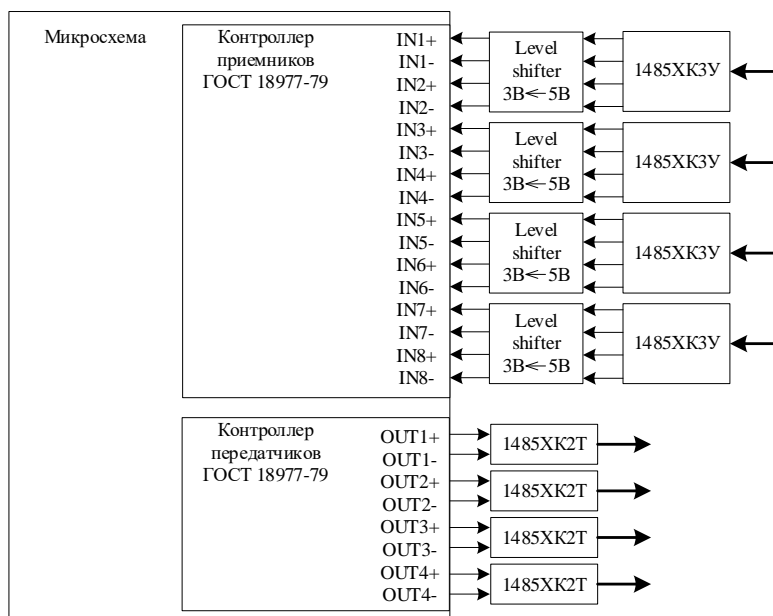 Микросхема
Контроллер
приемников
ГОСТ 18977-79
IN1+
IN1-
IN2+
IN2-
IN3+
IN3-
IN4+
IN4-
IN5+
IN5-
IN6+
IN6-
IN7+
IN7-
IN8+
IN8-
Level
shifter
3В←5В
1485ХК3У
Level
shifter
3В←5В
1485ХК3У
Level
shifter
3В←5В
1485ХК3У
Level
shifter
3В←5В
1485ХК3У
Контроллер
передатчиков
ГОСТ 18977-79
OUT1+
OUT1-
OUT2+
OUT2-
OUT3+
OUT3-
OUT4+
OUT4-
1485ХК2Т
1485ХК2Т
1485ХК2Т
1485ХК2Т